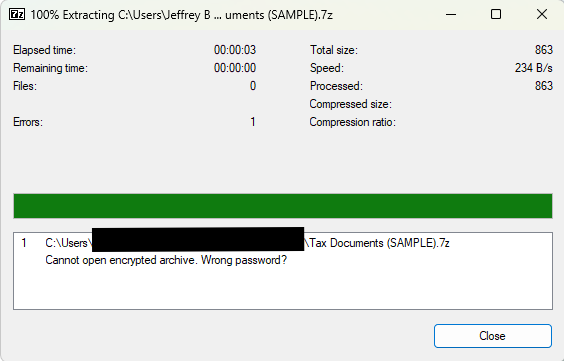 7z 100% Extracting C:\Users\Jeffrey B ... uments (SAMPLE).7z
Elapsed time: 00:00:03 Total size: 863
Remaining time: 00:00:00 Speed: 234 B/s
Files: 0 Processed: 863
Compressed size:
Errors: 1 Compression ratio:
1 C:\Users\ \Tax Documents (SAMPLE).7z
Cannot open encrypted archive. Wrong password?
Close